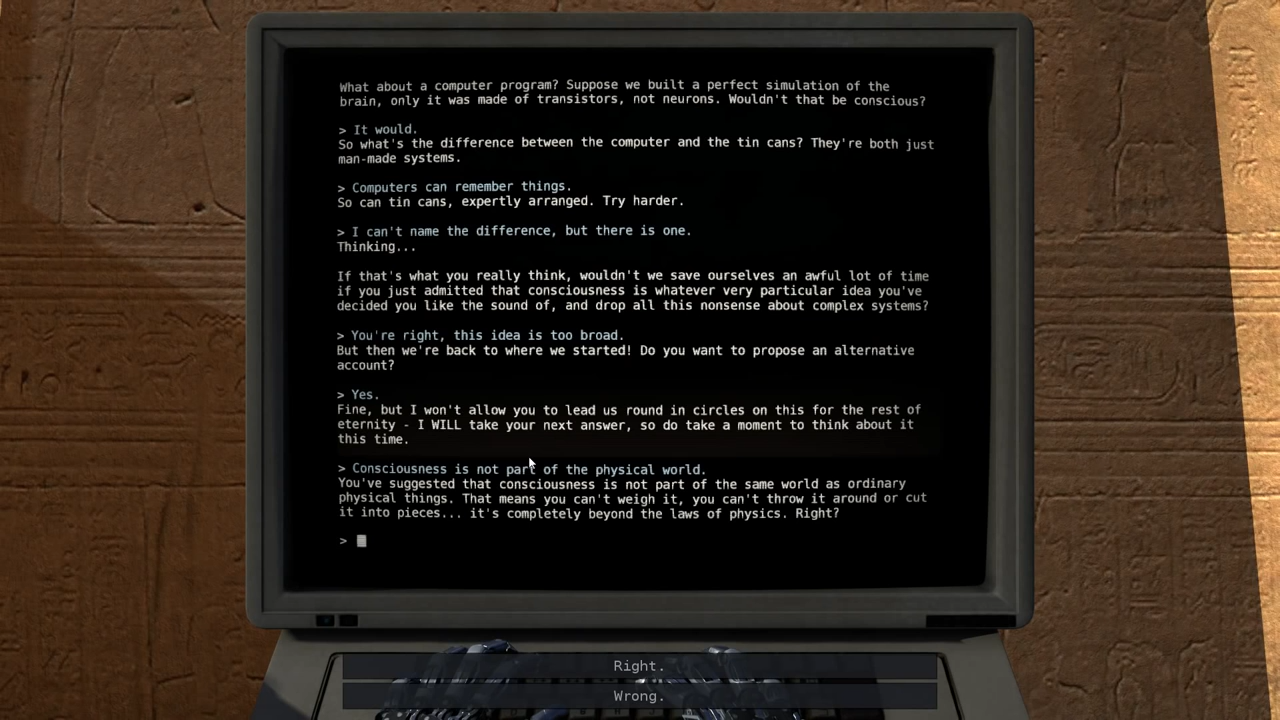 What about a computer program? Suppose we built a perfect simulation of the
brain, only it was made of transistors, not neurons. Wouldn't that be conscious?
> It would.
So what's the difference between the computer and the tin cans? They're both just
man-made systems.
> Computers can remember things.
So can tin cans, expertly arranged. Try harder.
> I can't name the difference, but there is one.
Thinking...
If that's what you really think, wouldn't we save ourselves an awful lot of time
if you just admitted that consciousness is whatever very particular idea you've
decided you like the sound of, and drop all this nonsense about complex systems?
> You're right, this idea is too broad.
But then we're back to where we started! Do you want to propose an alternative
account?
> Yes.
Fine, but I won't allow you to lead us round in circles on this for the rest of
eternity - I WILL take your next answer, so do take a moment to think about it
this time.
> Consciousness is not part of the physical world.
You've suggested that consciousness is not part of the same world as ordinary
physical things. That means you can't weigh it, you can't throw it around or cut
it into pieces... it's completely beyond the laws of physics. Right?
>
Right.
Wrong.